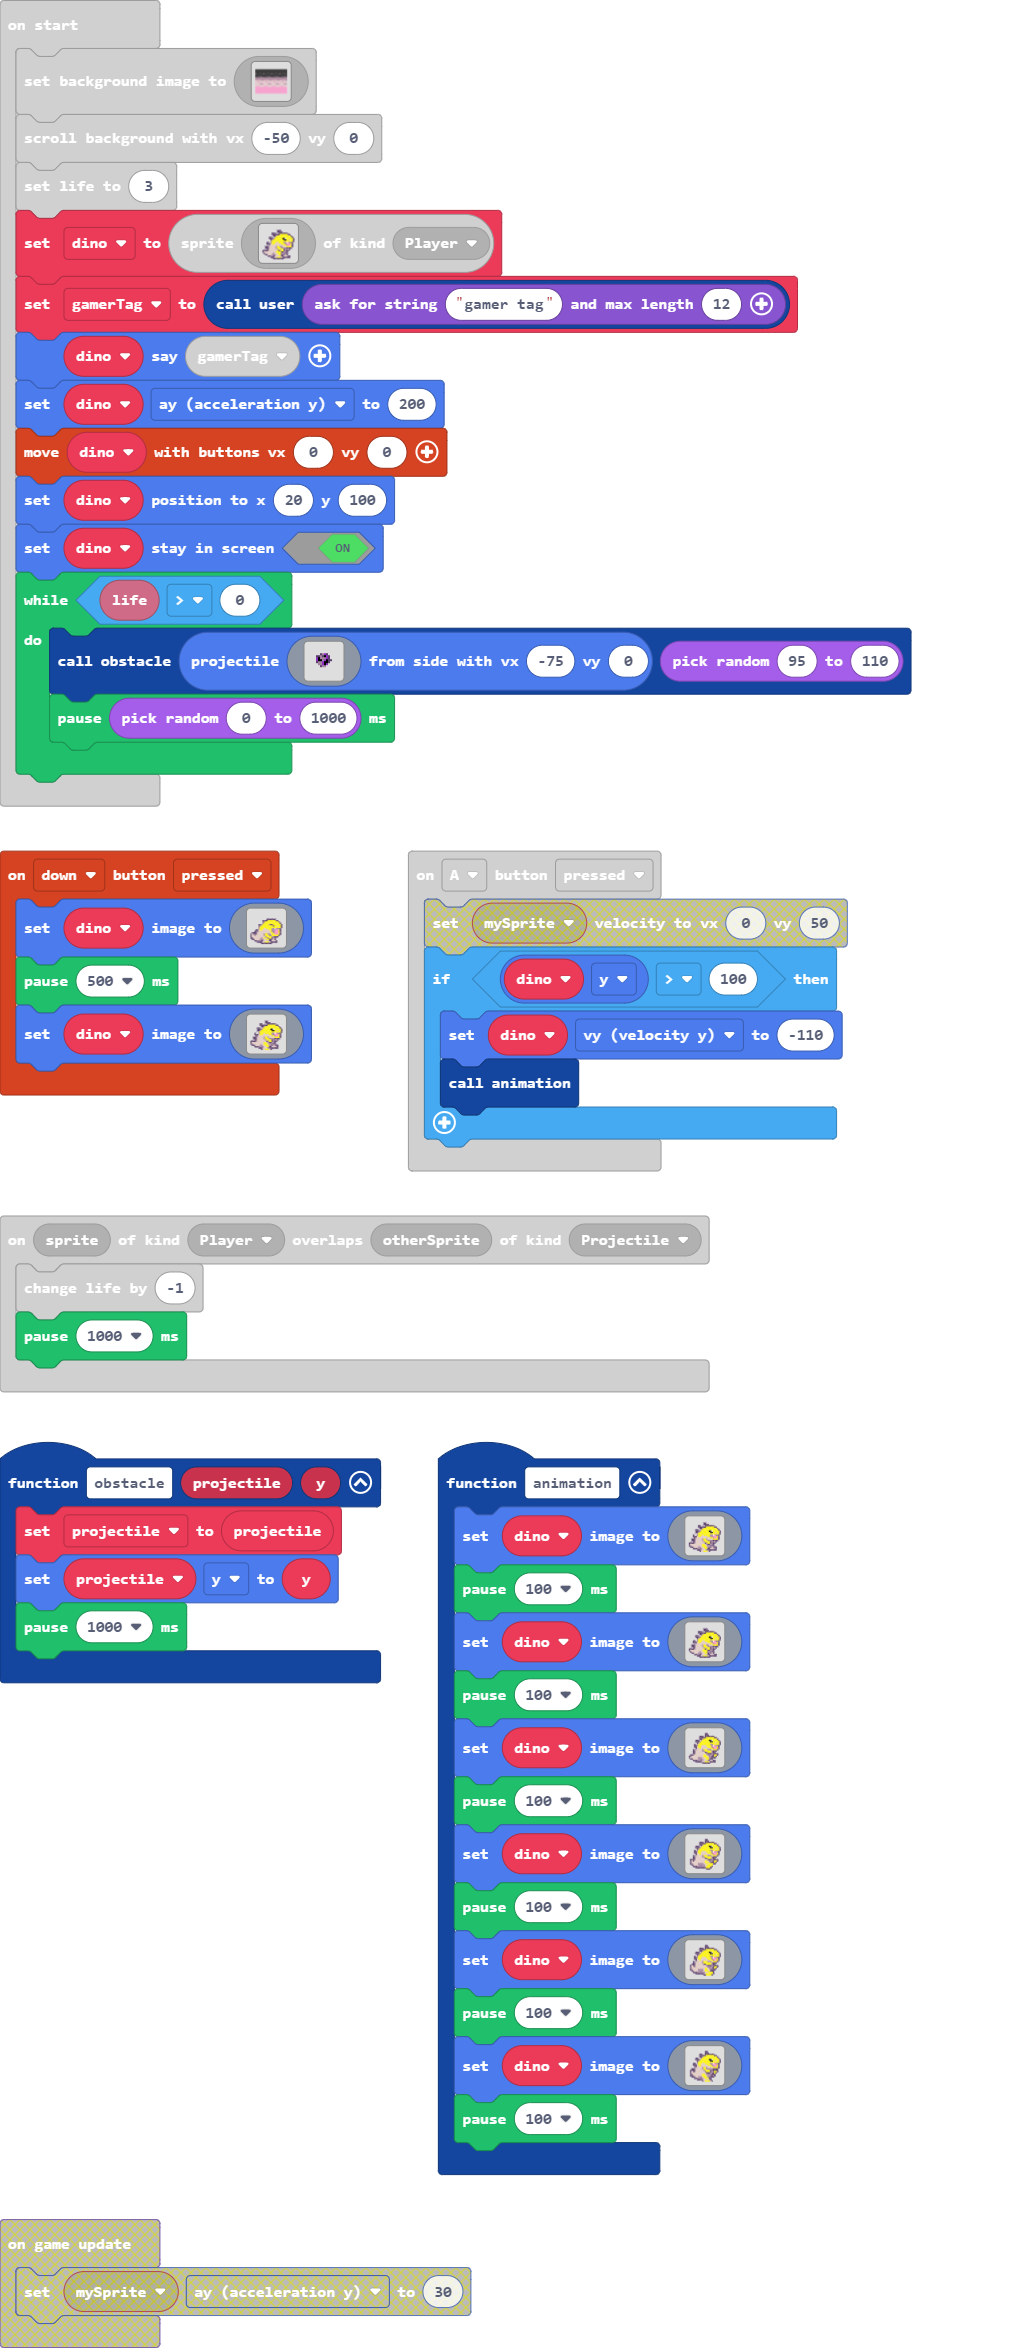 on start
set background image to
scroll background with vx -50 vy 0
set life to 3
set dino to sprite of kind Player
set gamerTag to call user ask for string "gamer tag" and max length 12
dino say gamerTag
set dino ay (acceleration y) to 200
move dino with buttons vx 0 vy 0
set dino position to x 20 y 100
set dino stay in screen ON
while life > 0
do
call obstacle projectile from side with vx -75 vy 0 pick random 95 to 110
pause pick random 0 to 1000 ms
on down button pressed
set dino image to
pause 500 ms
set dino image to
on A button pressed
set mySprite velocity to vx 0 vy 50
if dino y > 100 then
set dino vy (velocity y) to -110
call animation
on sprite of kind Player overlaps otherSprite of kind Projectile
change life by -1
pause 1000 ms
function obstacle projectile y
set projectile to projectile
set projectile y to y
pause 1000 ms
function animation
set dino image to
pause 100 ms
set dino image to
pause 100 ms
set dino image to
pause 100 ms
set dino image to
pause 100 ms
set dino image to
pause 100 ms
set dino image to
pause 100 ms
on game update
set mySprite ay (acceleration y) to 30